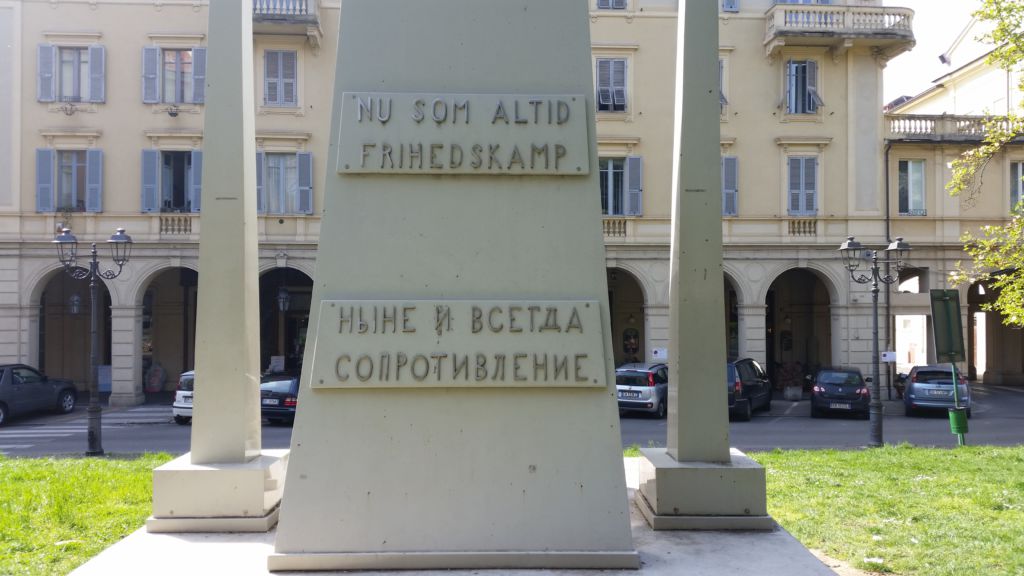 NU SOM ALTID
FRIHEDSKAMP
НЫНЕ Й ВСЕГДА
СОПРОТИВЛЕНИЕ